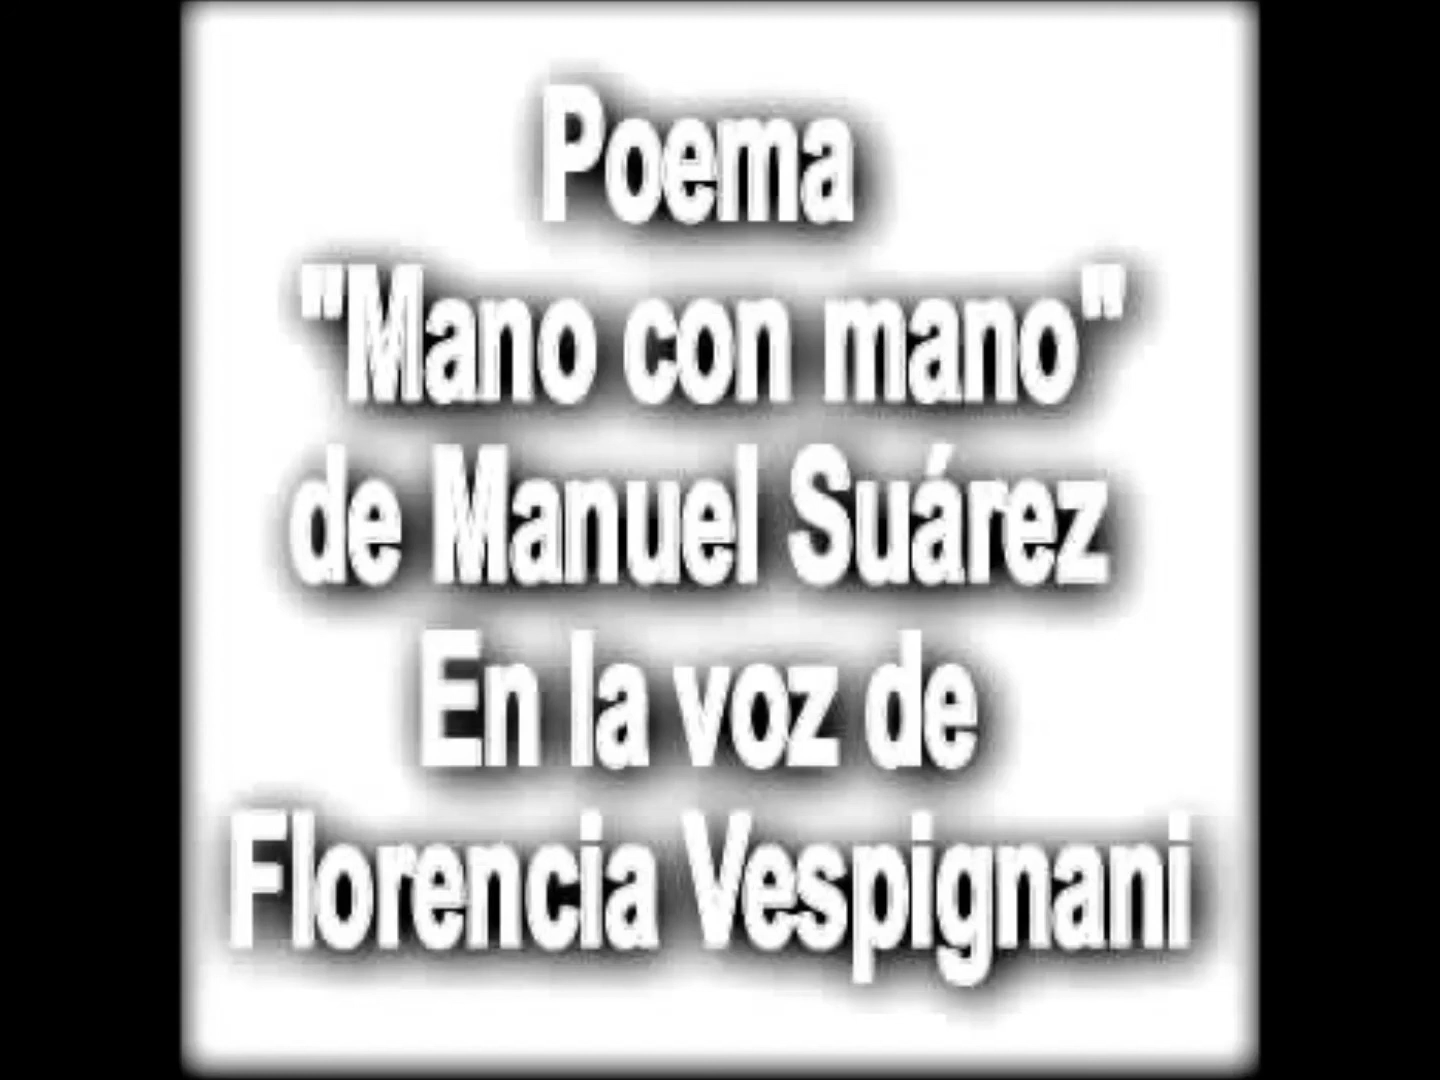 Poema
"Mano con mano"
de Manuel Suárez
En la voz de
Florencia Vespignani